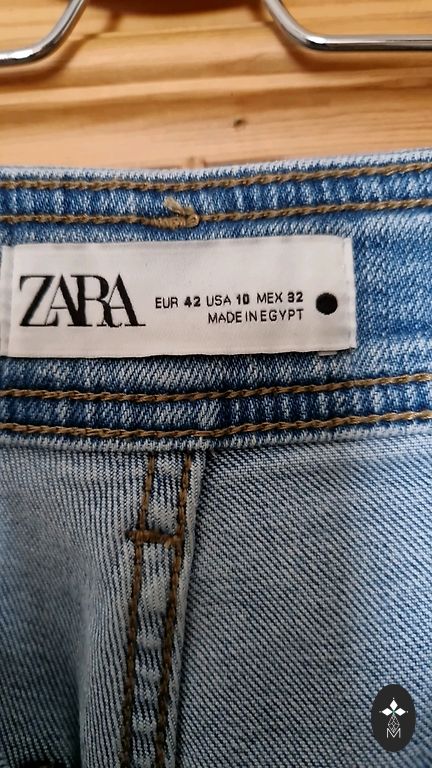 ZARA
EUR 42 USA 10 MEX 32
MADE IN EGYPT
M